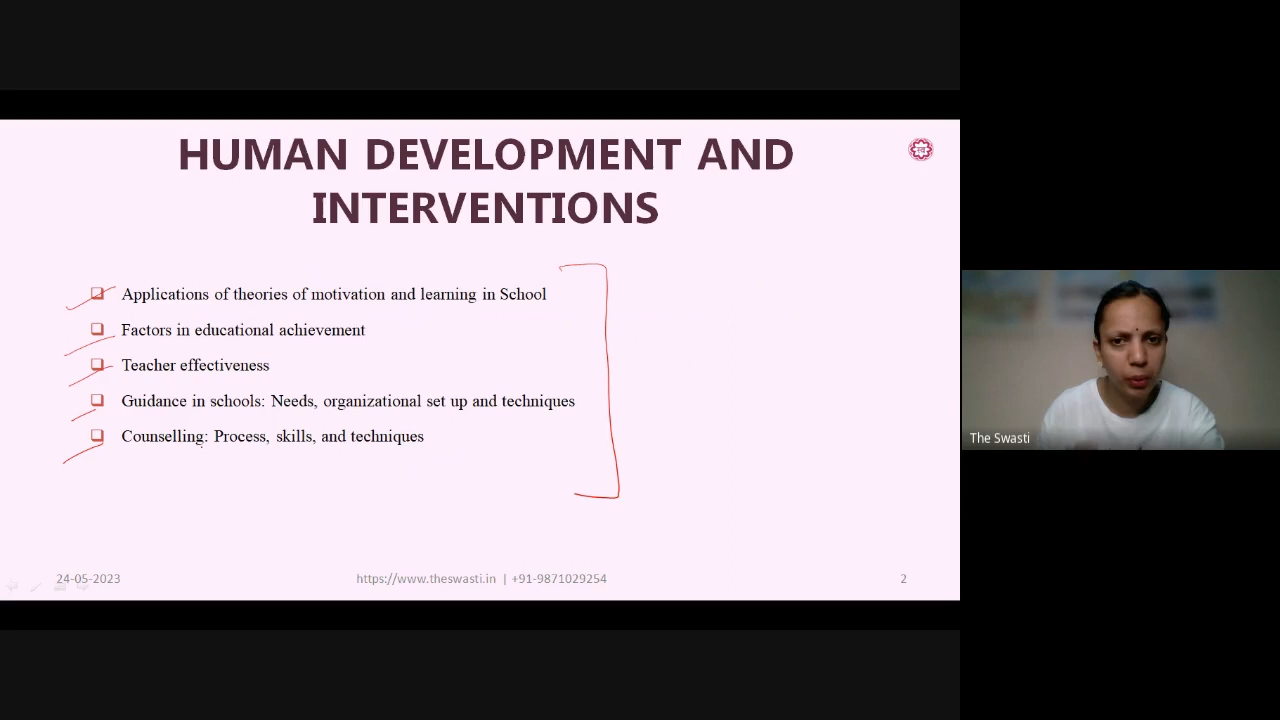 HUMAN DEVELOPMENT AND
INTERVENTIONS
Applications of theories of motivation and learning in School
Factors in educational achievement
Teacher effectiveness
Guidance in schools: Needs, organizational set up and techniques
Counselling: Process, skills, and techniques
The Swasti
24-05-2023
https://www.theswasti.in | +91-9871029254
2